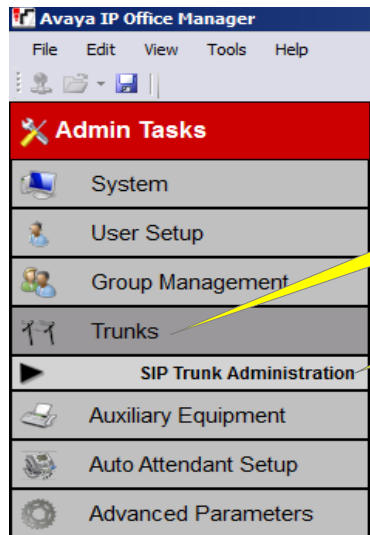 Avaya IP Office Manager
File Edit View Tools Help
Admin Tasks
System
User Setup
Group Management
Trunks
SIP Trunk Administration
Auxiliary Equipment
Auto Attendant Setup
Advanced Parameters